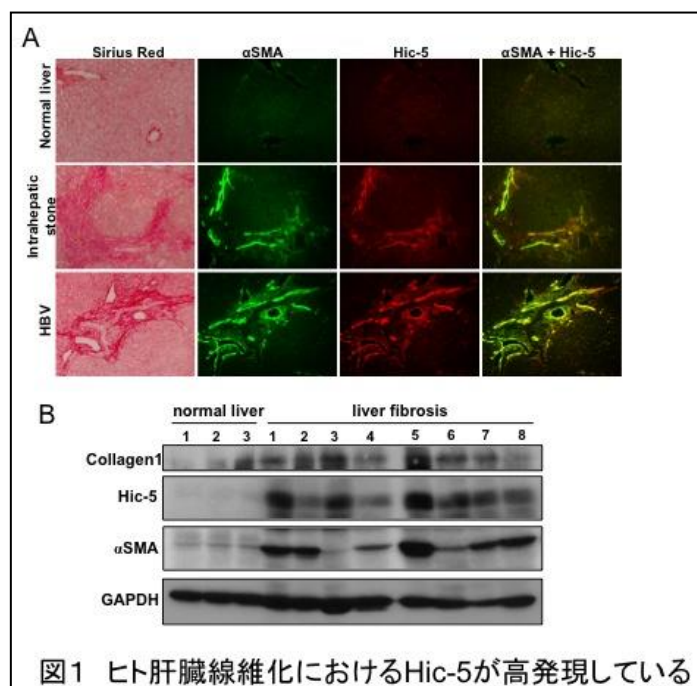 A
Sirius Red αSMA Hic-5 αSMA + Hic-5
Normal liver
Intrahepatic stone
HBV
B
normal liver liver fibrosis
1 2 3 1 2 3 4 5 6 7 8
Collagen1
Hic-5
αSMA
GAPDH
図1 ヒト肝臓線維化におけるHic-5が高発現している